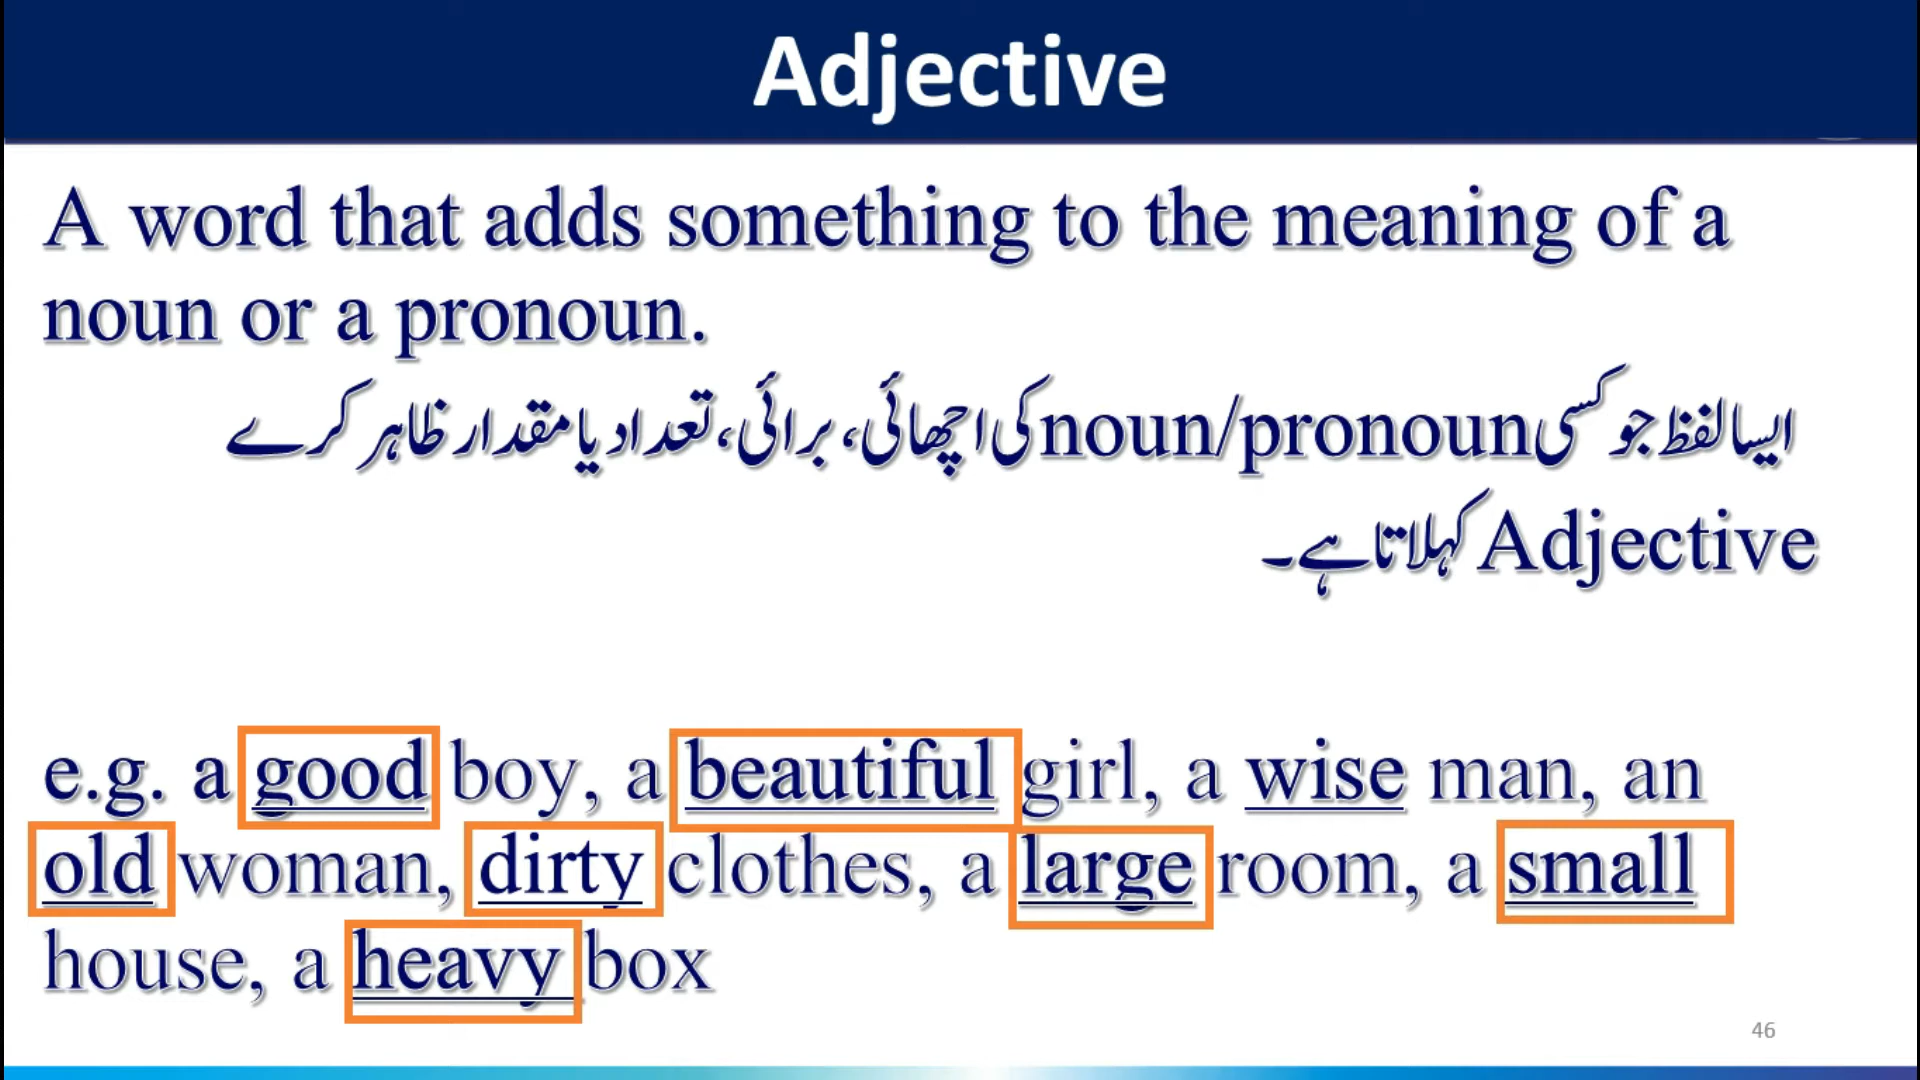 Adjective
A word that adds something to the meaning of a
noun or a pronoun.
ایسا لفظ جو کسی noun/pronoun کی اچھائی، برائی، تعداد یا مقدار ظاہر کرے
Adjective کہلاتا ہے۔
e.g. a good boy, a beautiful girl, a wise man, an
old woman, dirty clothes, a large room, a small
house, a heavy box
46